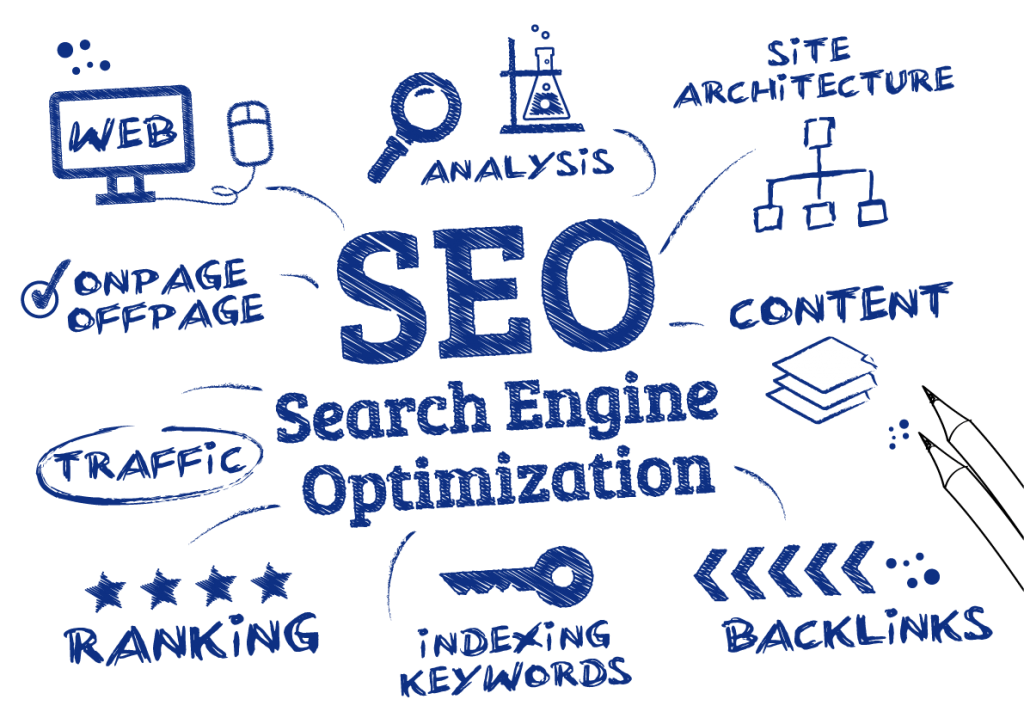 WEB
ANALYSiS
SiTE
ARCHiTECTURE
SEO
Search Engine
Optimization
ONPAGE
OFFPAGE
CONTENT
TRAFFiC
RANKiNG
iNDEXiNG
KEYWORDS
BACKLiNKS